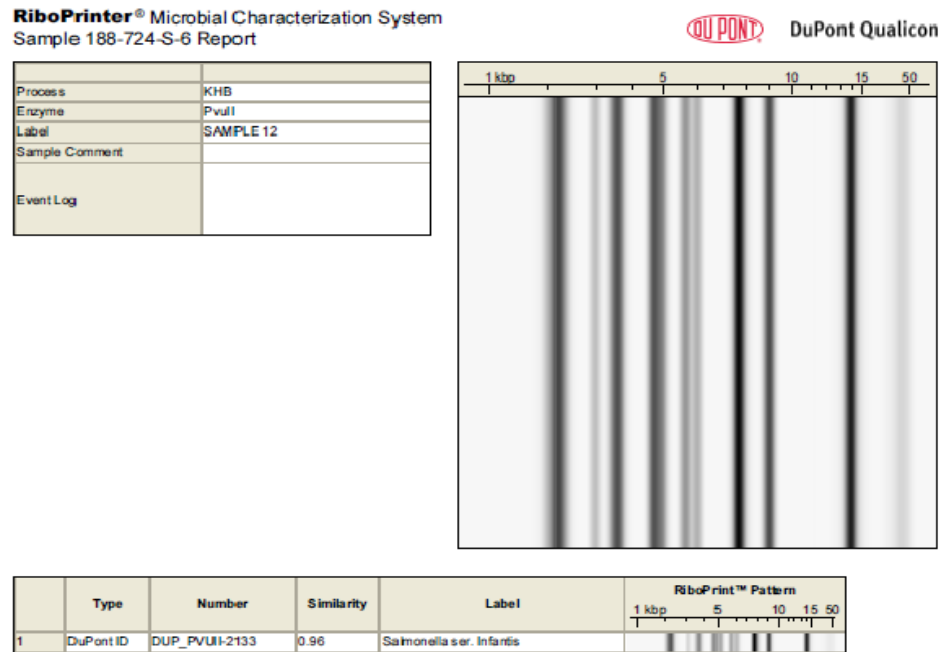 RiboPrinter® Microbial Characterization System
Sample 188-724-S-6 Report
DU PONT DuPont Qualicon
Process KHB
Enzyme PvuII
Label SAMPLE 12
Sample Comment
Event Log
1 kbp 5 10 15 50
Type Number Similarity Label RiboPrint™ Pattern
1 kbp 5 10 15 50
1 DuPont ID DUP_PVUII-2133 0.96 Salmonella ser. Infantis